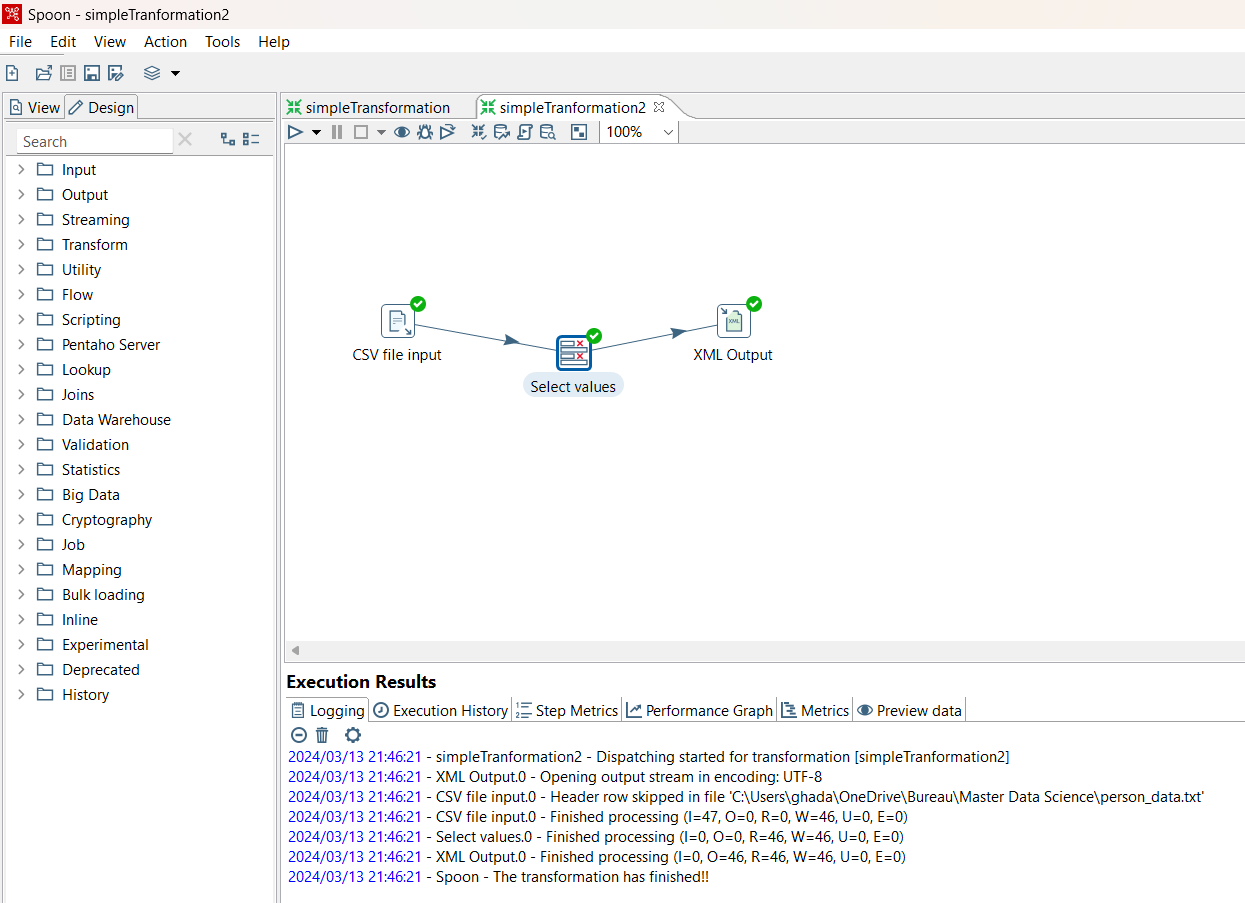 Spoon - simpleTranformation2
File Edit View Action Tools Help
View Design
Search
Input
Output
Streaming
Transform
Utility
Flow
Scripting
Pentaho Server
Lookup
Joins
Data Warehouse
Validation
Statistics
Big Data
Cryptography
Job
Mapping
Bulk loading
Inline
Experimental
Deprecated
History
simpleTransformation simpleTranformation2
100%
CSV file input
Select values
XML
XML Output
Execution Results
Logging Execution History Step Metrics Performance Graph Metrics Preview data
2024/03/13 21:46:21 - simpleTranformation2 - Dispatching started for transformation [simpleTranformation2]
2024/03/13 21:46:21 - XML Output.0 - Opening output stream in encoding: UTF-8
2024/03/13 21:46:21 - CSV file input.0 - Header row skipped in file 'C:\Users\ghada\OneDrive\Bureau\Master Data Science\person_data.txt'
2024/03/13 21:46:21 - CSV file input.0 - Finished processing (I=47, O=0, R=0, W=46, U=0, E=0)
2024/03/13 21:46:21 - Select values.0 - Finished processing (I=0, O=0, R=46, W=46, U=0, E=0)
2024/03/13 21:46:21 - XML Output.0 - Finished processing (I=0, O=46, R=46, W=46, U=0, E=0)
2024/03/13 21:46:21 - Spoon - The transformation has finished!!